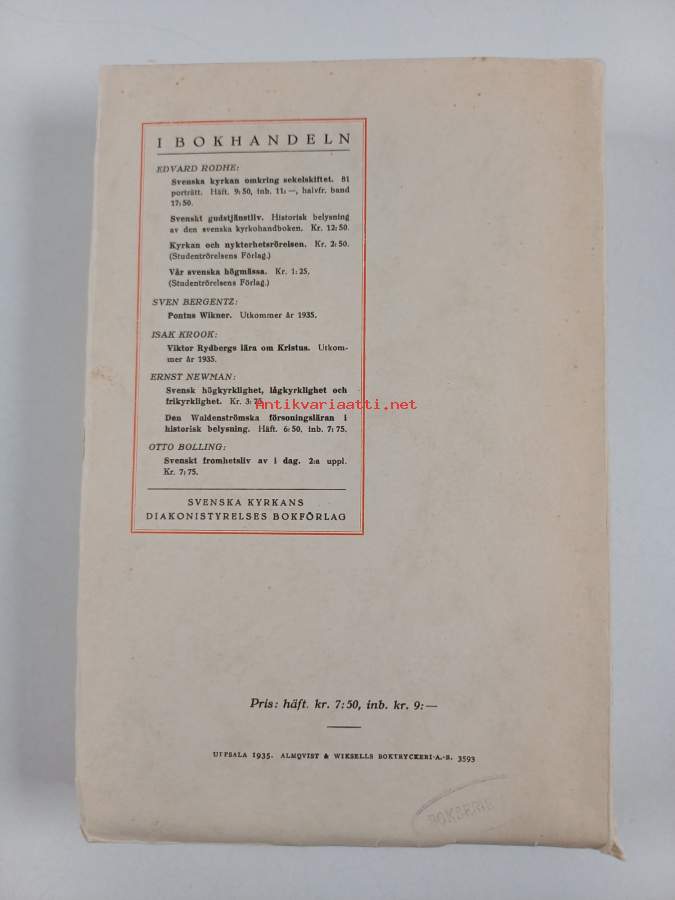 I BOKHANDELN
EDVARD RODHE:
Svenska kyrkan omkring sekelskiftet. 81
porträtt. Häft. 9:50, inb. 11:—, halvfr. band
17:50.
Svenskt gudstjänstliv. Historisk belysning
av den svenska kyrkohandboken. Kr. 12:50.
Kyrkan och nykterhetsrörelsen. Kr. 2:50.
(Studentrörelsens Förlag.)
Vår svenska högmässa. Kr. 1:25.
(Studentrörelsens Förlag.)
SVEN BERGENTZ:
Pontus Wikner. Utkommer år 1935.
ISAK KROOK:
Viktor Rydbergs lära om Kristus. Utkom-
mer år 1935.
ERNST NEWMAN:
Svensk högkyrklighet, lågkyrklighet och
frikyrklighet. Kr. 3:75.
Antikvariaatti.net
Den Waldenströmska försoningsläran i
historisk belysning. Häft. 6:50, inb. 7:75.
OTTO BOLLING:
Svenskt fromhetsliv av i dag. 2:a uppl.
Kr. 7:75.
SVENSKA KYRKANS
DIAKONISTYRELSES BOKFÖRLAG
Pris: häft. kr. 7:50, inb. kr. 9:—
UPPSALA 1935. ALMQVIST & WIKSELLS BOKTRYCKERI-A.-B. 3593